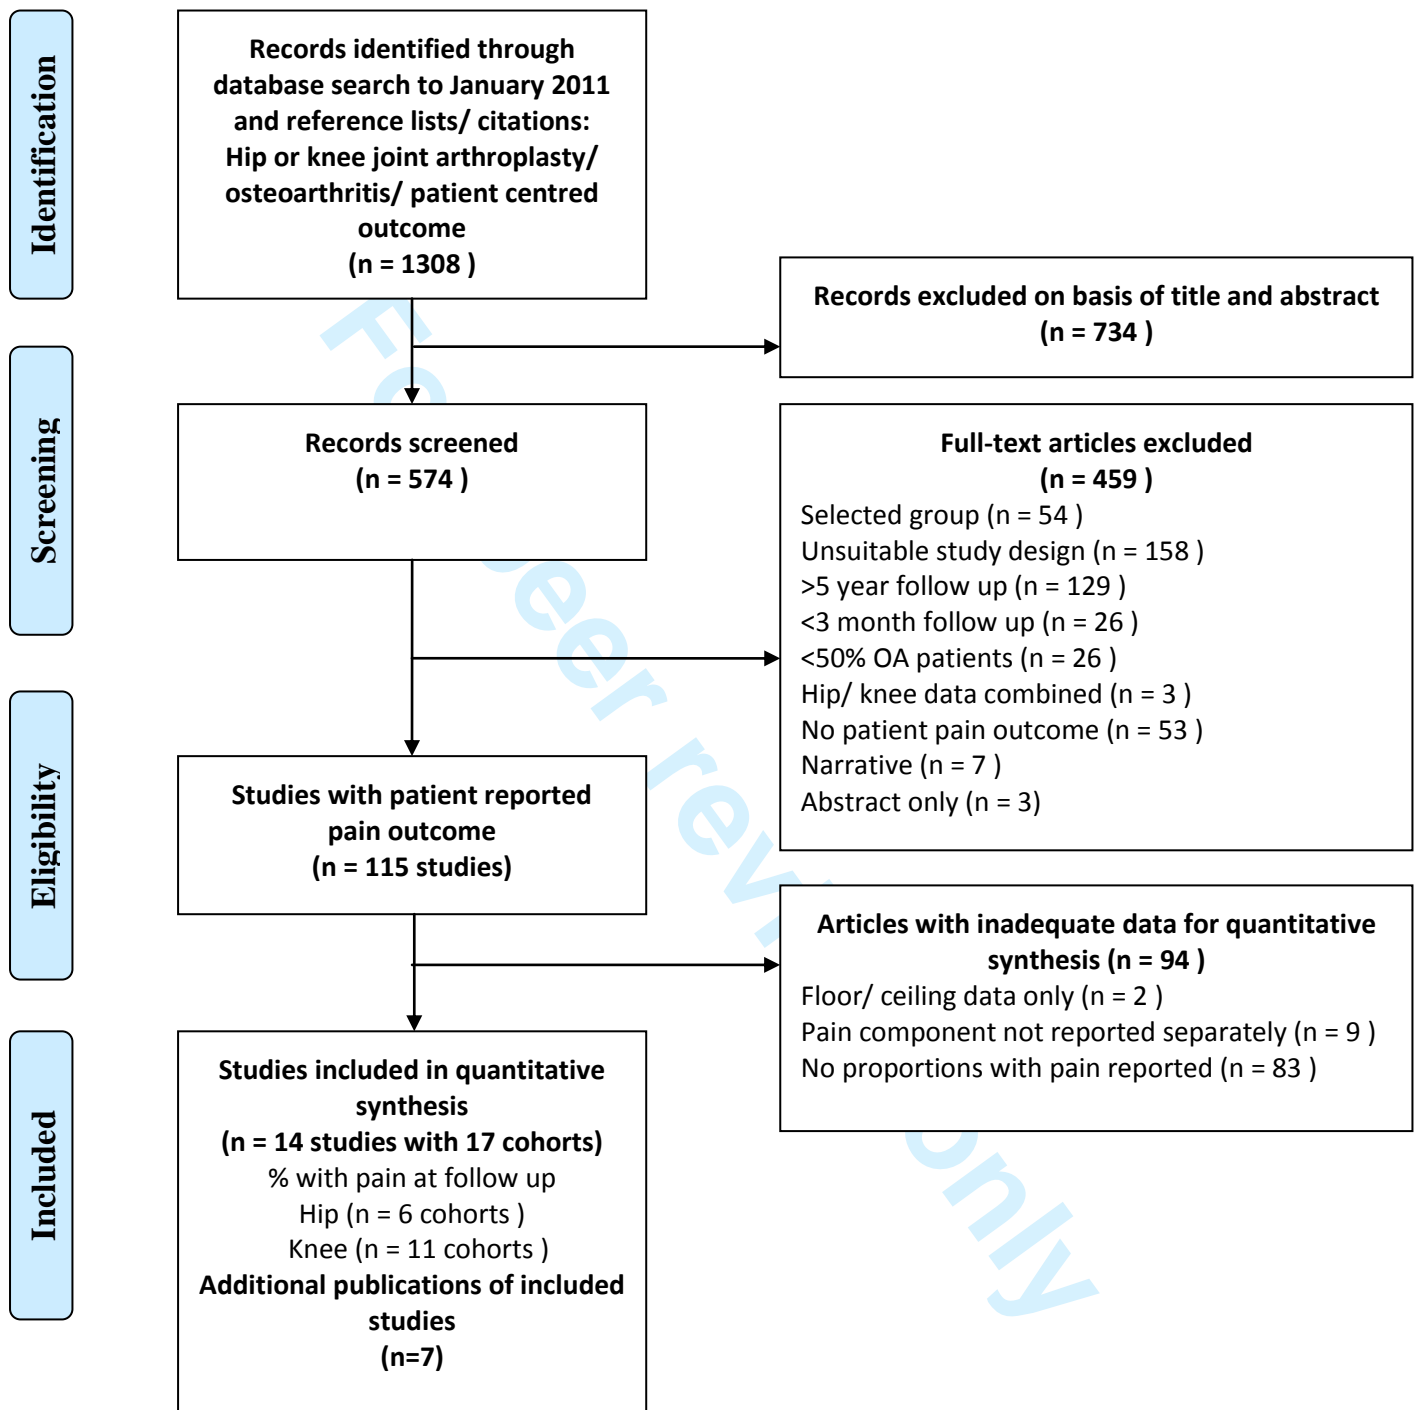 Identification
Records identified through
database search to January 2011
and reference lists/ citations:
Hip or knee joint arthroplasty/
osteoarthritis/ patient centred
outcome
(n = 1308 )
Records excluded on basis of title and abstract
(n = 734 )
Screening
Records screened
(n = 574 )
Full-text articles excluded
(n = 459 )
Selected group (n = 54 )
Unsuitable study design (n = 158 )
>5 year follow up (n = 129 )
<3 month follow up (n = 26 )
<50% OA patients (n = 26 )
Hip/ knee data combined (n = 3 )
No patient pain outcome (n = 53 )
Narrative (n = 7 )
Abstract only (n = 3)
Eligibility
Studies with patient reported
pain outcome
(n = 115 studies)
Articles with inadequate data for quantitative
synthesis (n = 94 )
Floor/ ceiling data only (n = 2 )
Pain component not reported separately (n = 9 )
No proportions with pain reported (n = 83 )
Included
Studies included in quantitative
synthesis
(n = 14 studies with 17 cohorts)
% with pain at follow up
Hip (n = 6 cohorts )
Knee (n = 11 cohorts )
Additional publications of included
studies
(n=7)
For peer review only